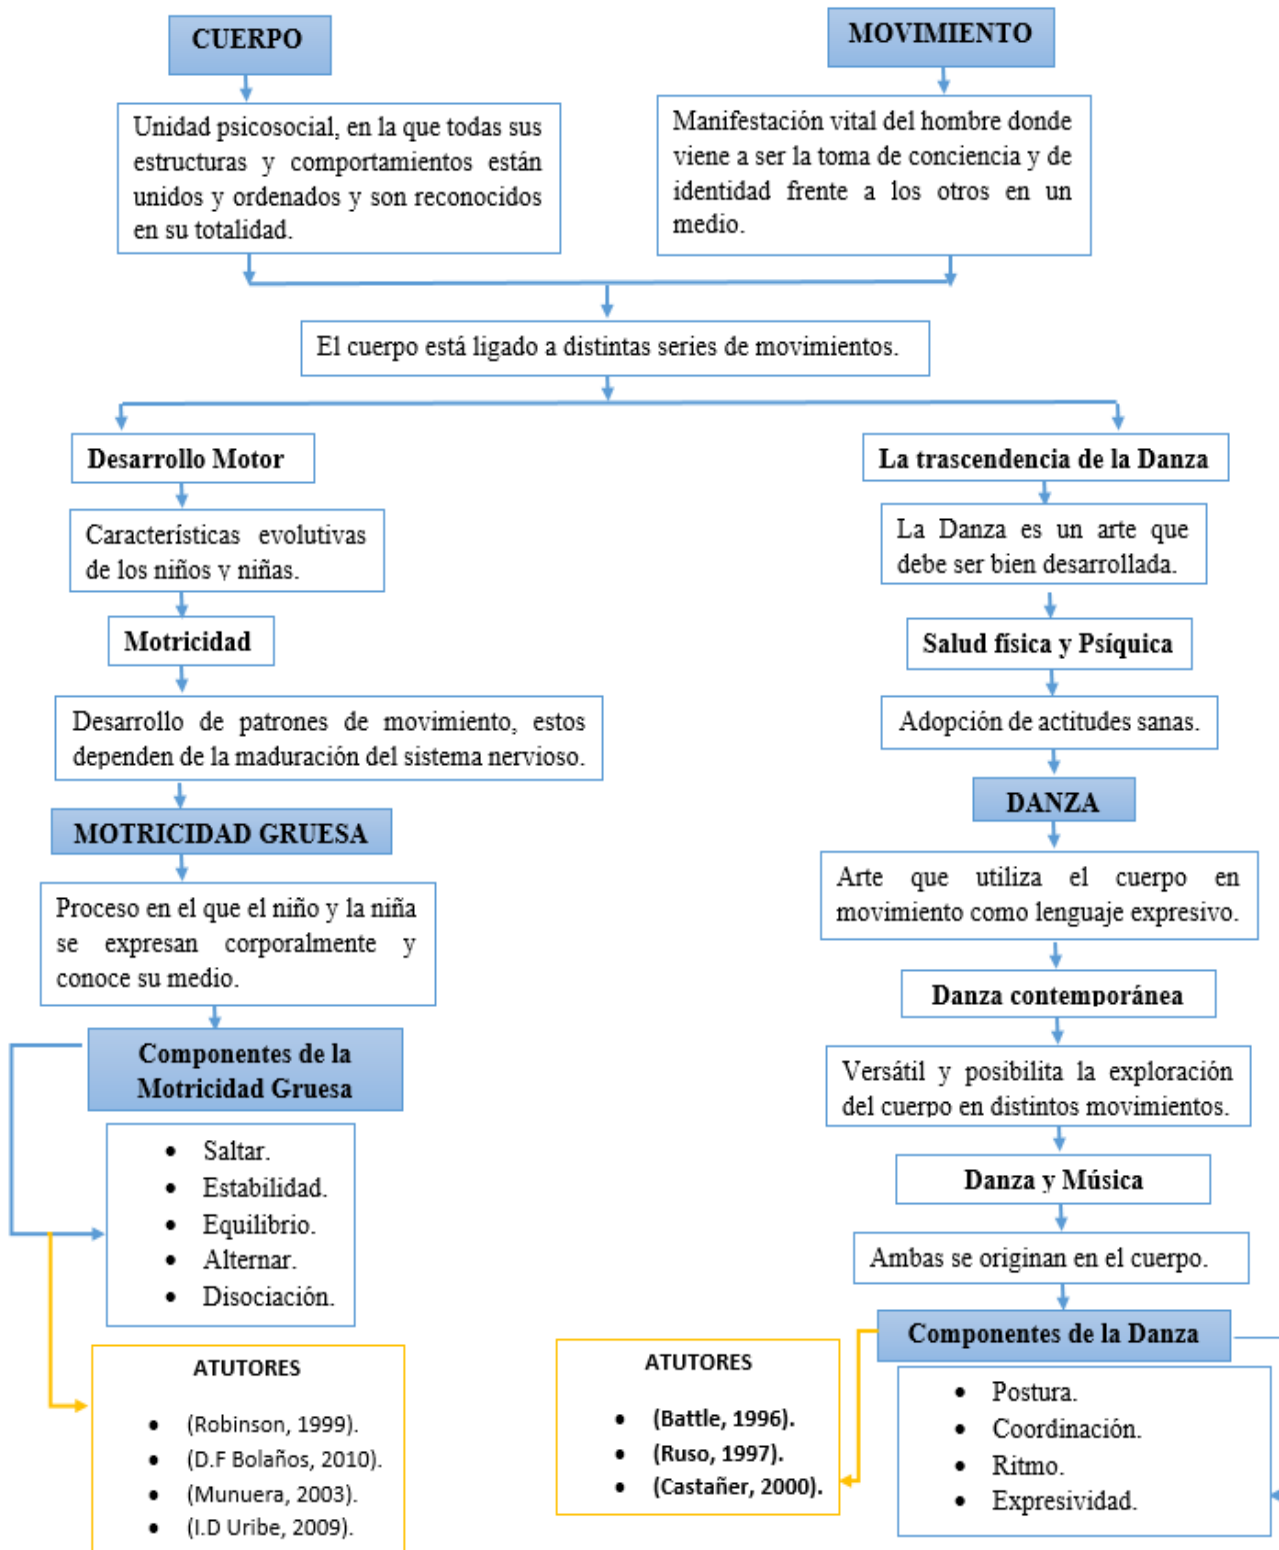 CUERPO
MOVIMIENTO
Unidad psicosocial, en la que todas sus
estructuras y comportamientos están
unidos y ordenados y son reconocidos
en su totalidad.
Manifestación vital del hombre donde
viene a ser la toma de conciencia y de
identidad frente a los otros en un
medio.
El cuerpo está ligado a distintas series de movimientos.
Desarrollo Motor
Características evolutivas
de los niños y niñas.
Motricidad
Desarrollo de patrones de movimiento, estos
dependen de la maduración del sistema nervioso.
MOTRICIDAD GRUESA
Proceso en el que el niño y la niña
se expresan corporalmente y
conoce su medio.
Componentes de la
Motricidad Gruesa
• Saltar.
• Estabilidad.
• Equilibrio.
• Alternar.
• Disociación.
ATUTORES
• (Robinson, 1999).
• (D.F Bolaños, 2010).
• (Munuera, 2003).
• (I.D Uribe, 2009).
La trascendencia de la Danza
La Danza es un arte que
debe ser bien desarrollada.
Salud física y Psíquica
Adopción de actitudes sanas.
DANZA
Arte que utiliza el cuerpo en
movimiento como lenguaje expresivo.
Danza contemporánea
Versátil y posibilita la exploración
del cuerpo en distintos movimientos.
Danza y Música
Ambas se originan en el cuerpo.
Componentes de la Danza
• Postura.
• Coordinación.
• Ritmo.
• Expresividad.
ATUTORES
• (Battle, 1996).
• (Ruso, 1997).
• (Castañer, 2000).